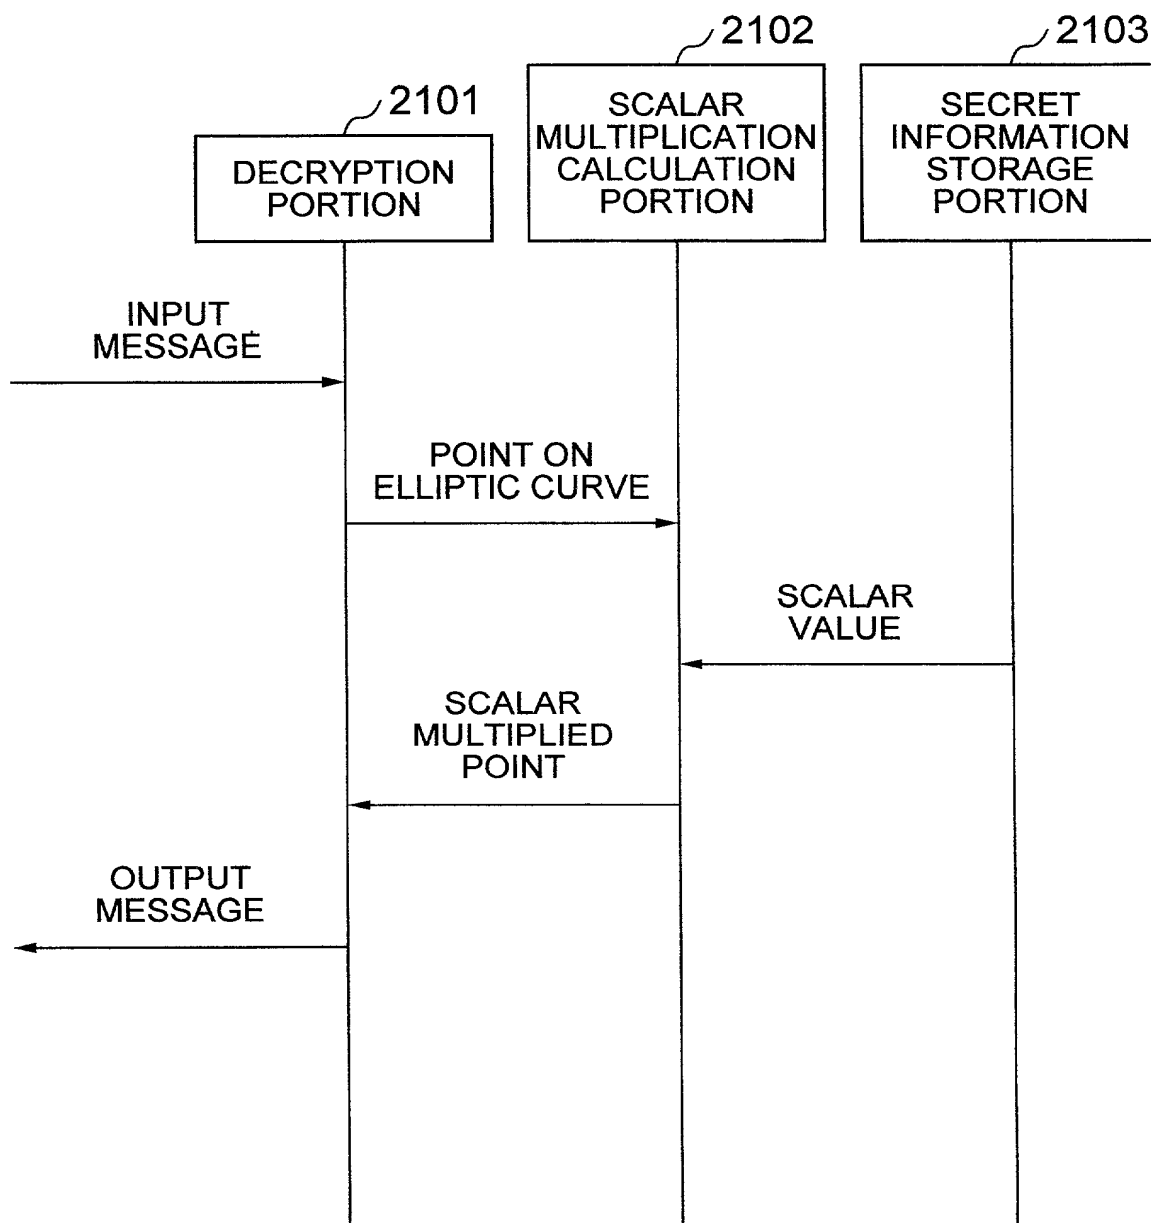 2101
2102
2103
DECRYPTION
PORTION
SCALAR
MULTIPLICATION
CALCULATION
PORTION
SECRET
INFORMATION
STORAGE
PORTION
INPUT
MESSAGE
POINT ON
ELLIPTIC CURVE
SCALAR
VALUE
SCALAR
MULTIPLIED
POINT
OUTPUT
MESSAGE